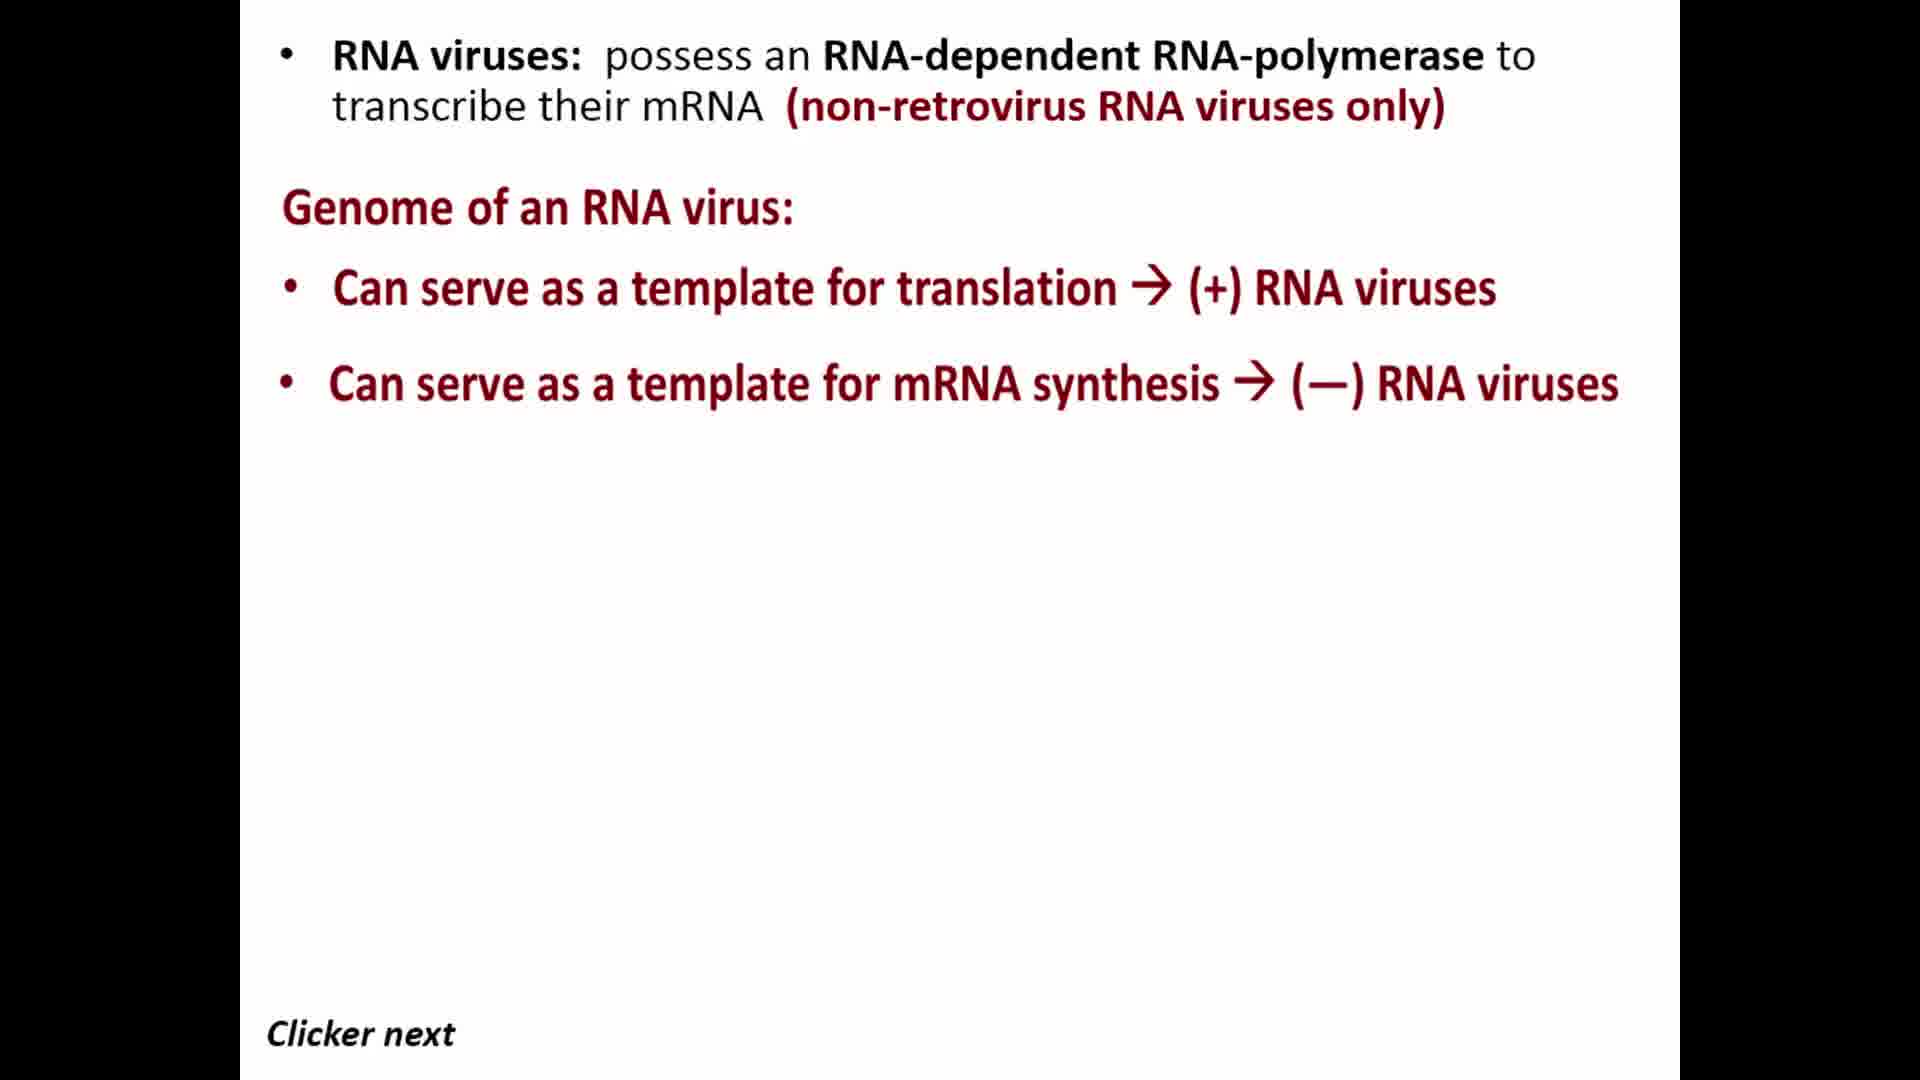 • RNA viruses: possess an RNA-dependent RNA-polymerase to
transcribe their mRNA (non-retrovirus RNA viruses only)
Genome of an RNA virus:
• Can serve as a template for translation → (+) RNA viruses
• Can serve as a template for mRNA synthesis → (—) RNA viruses
Clicker next